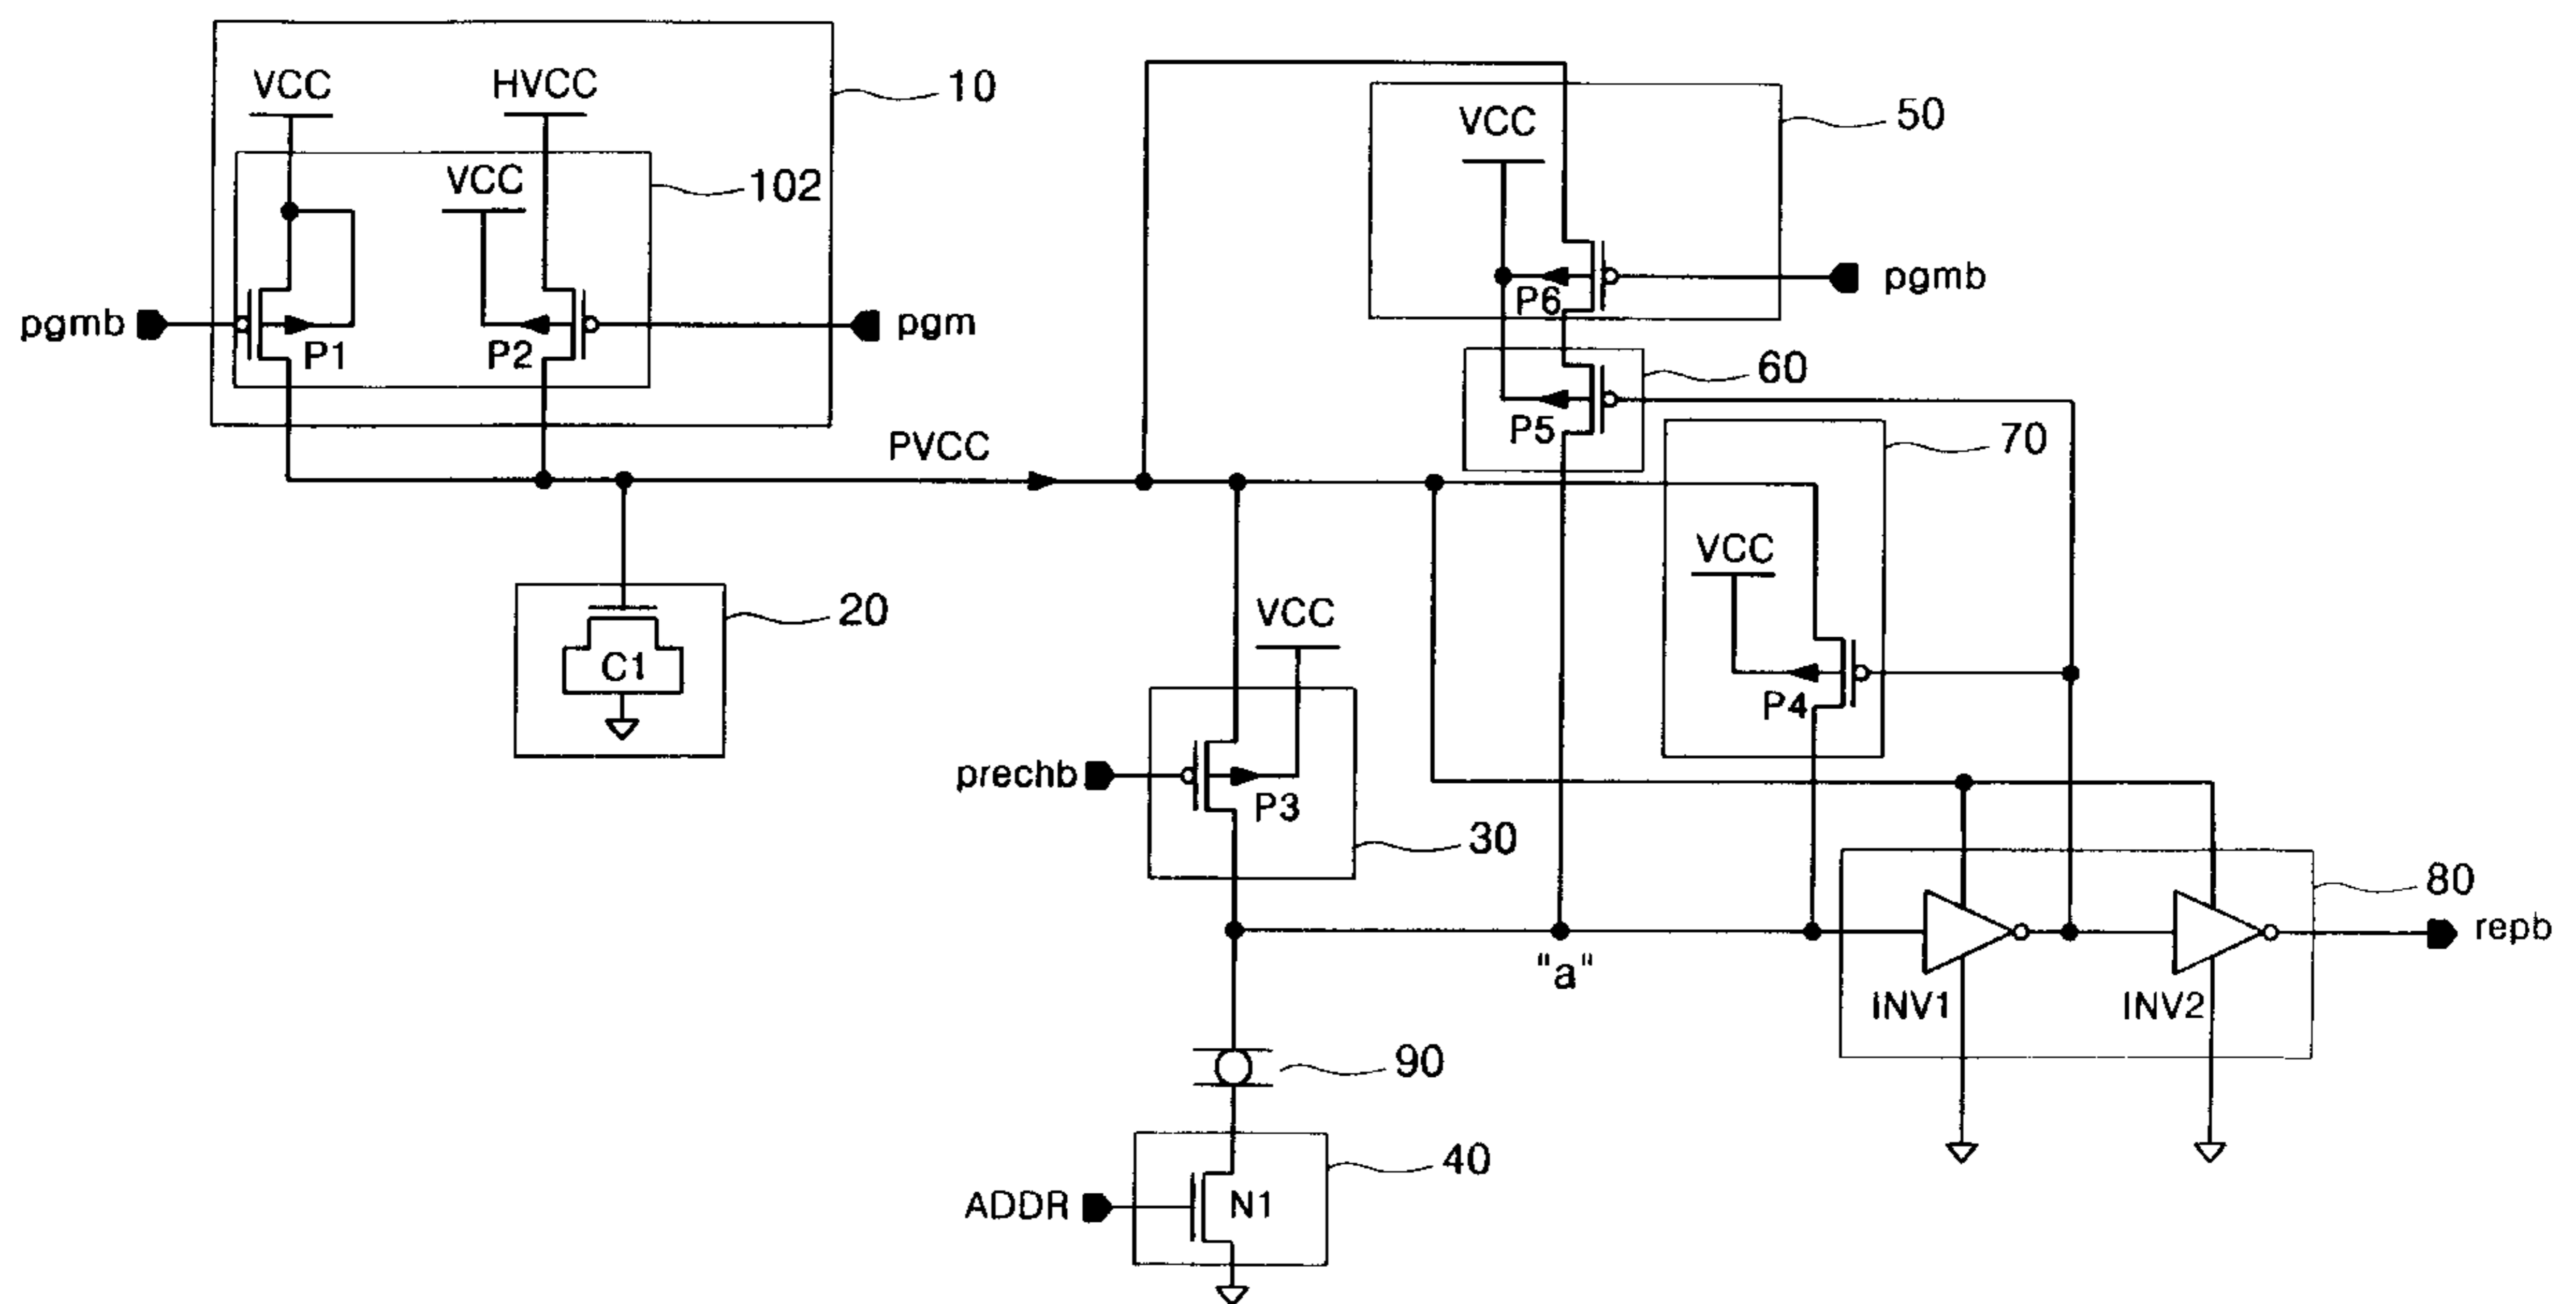 VCC
HVCC
10
VCC
50
VCC
102
pgmb
P6
pgmb
P1
P2
pgm
60
P5
70
PVCC
VCC
20
VCC
C1
P4
prechb
P3
30
80
"a"
repb
INV1
INV2
90
40
ADDR
N1